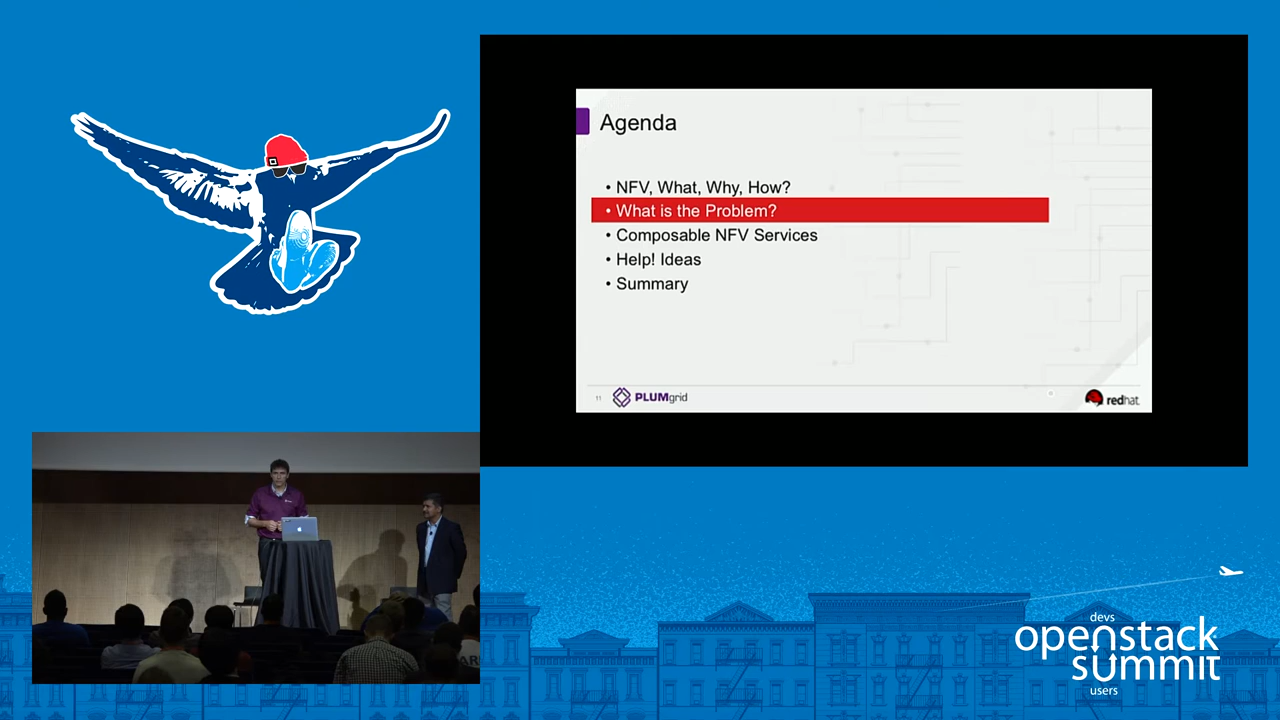 Agenda
• NFV, What, Why, How?
• What is the Problem?
• Composable NFV Services
• Help! Ideas
• Summary
11 PLUMgrid
redhat.
devs
openstack
summit
users